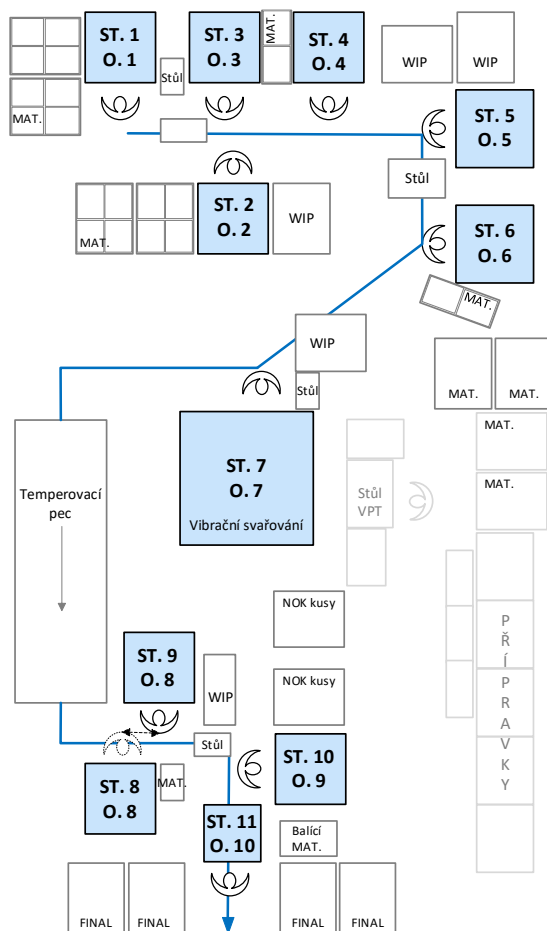 ST. 1
O. 1
ST. 3
O. 3
MAT.
ST. 4
O. 4
WIP
WIP
Stůl
MAT.
ST. 5
O. 5
Stůl
ST. 2
O. 2
WIP
MAT.
ST. 6
O. 6
MAT.
WIP
Stůl
MAT.
MAT.
ST. 7
O. 7
Vibrační svařování
MAT.
Temperovací
pec
Stůl
VPT
MAT.
NOK kusy
PŘÍPRAVKY
ST. 9
O. 8
WIP
NOK kusy
Stůl
ST. 10
O. 9
ST. 8
O. 8
MAT.
ST. 11
O. 10
Balící
MAT.
FINAL
FINAL
FINAL
FINAL